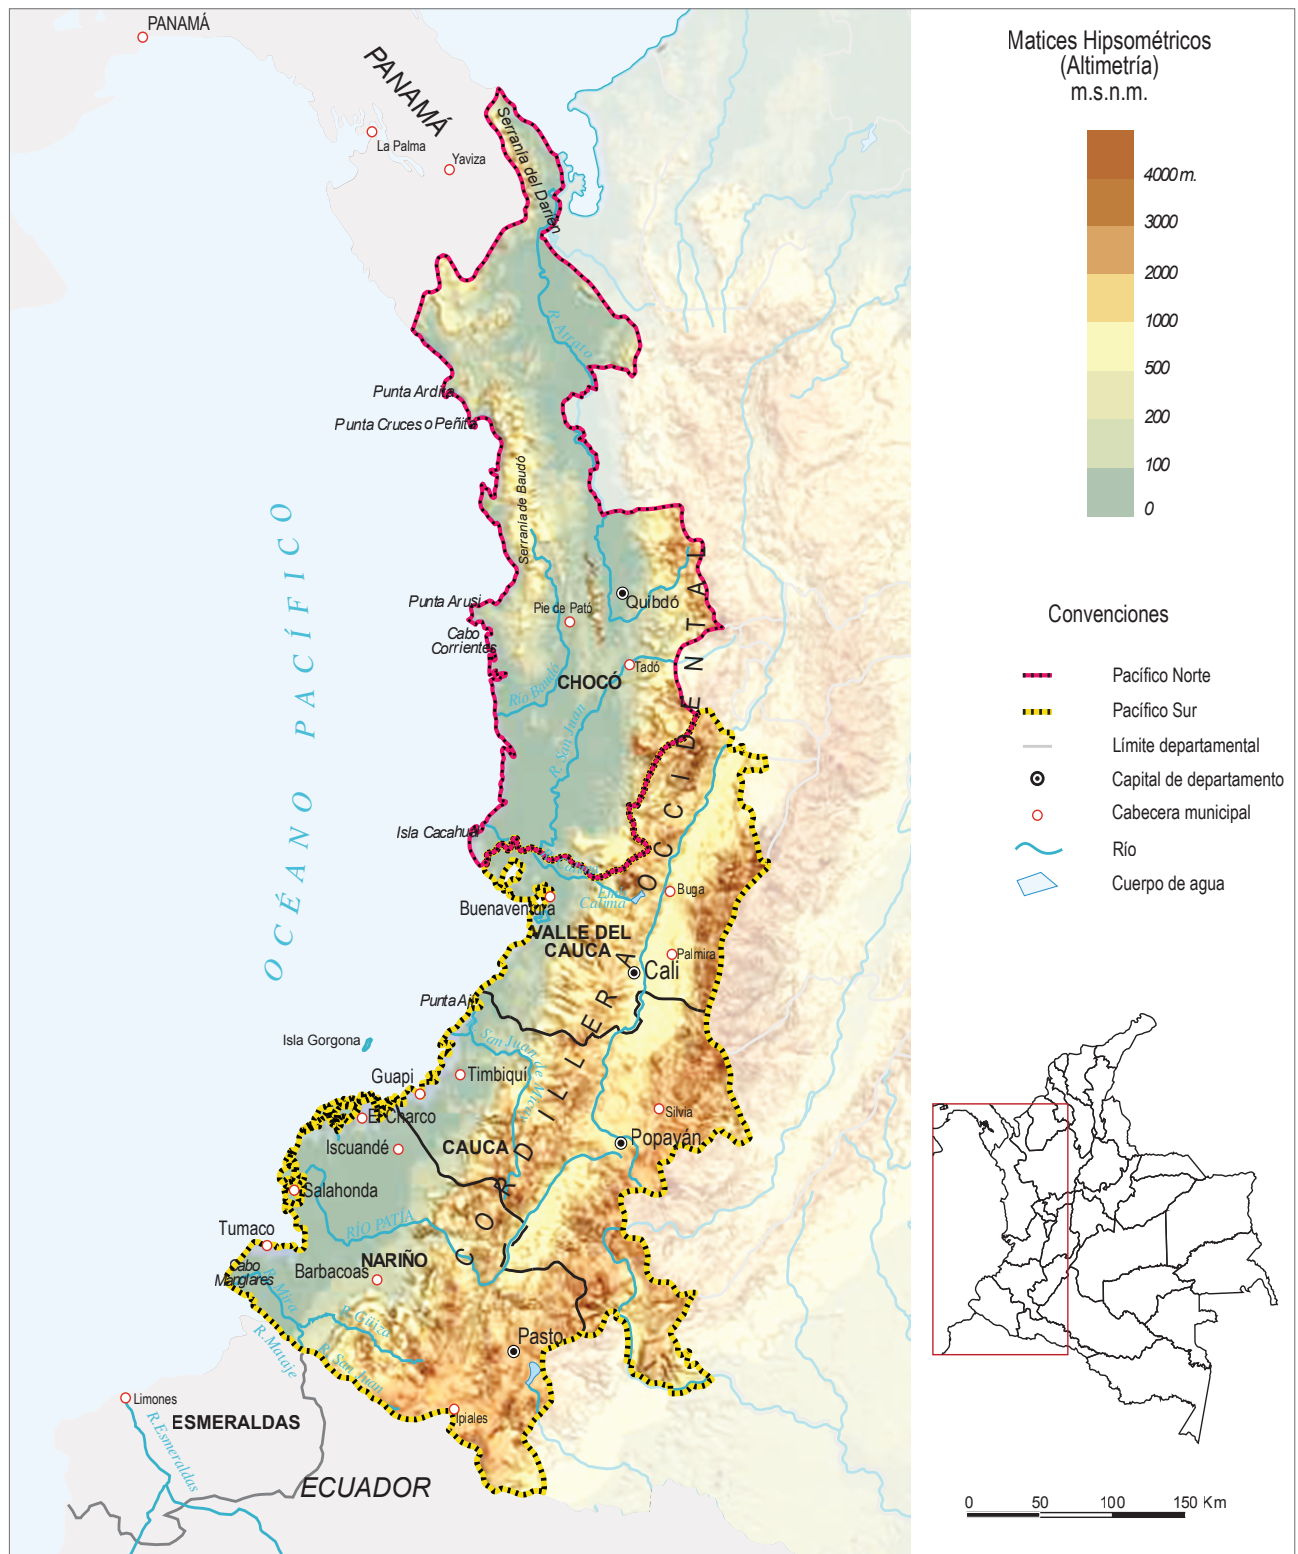 PANAMÁ
PANAMÁ
La Palma
Yaviza
Serranía del Darién
R. Atrato
Punta Ardita
Punta Cruces o Peñita
Serranía de Baudó
OCÉANO PACÍFICO
Quibdó
Punta Arusi
Pie de Pató
Cabo
Corrientes
Tadó
CHOCÓ
Río Baudó
R. San Juan
Isla Cacahual
CORDILLERA OCCIDENTAL
Buga
Emb.
Calima
Buenaventura
VALLE DEL
CAUCA
Palmira
Cali
Punta Ají
San Juan de Micay
Isla Gorgona
Guapi
Timbiquí
El Charco
Silvia
Iscuandé
CAUCA
Popayán
Salahonda
RÍO PATÍA
Tumaco
NARIÑO
Cabo
Manglares
Barbacoas
R. Mira
R. Güiza
R. Mataje
R. San Juan
Pasto
Limones
Ipiales
ESMERALDAS
R.Esmeraldas
ECUADOR
Matices Hipsométricos
(Altimetría)
m.s.n.m.
4000 m.
3000
2000
1000
500
200
100
0
Convenciones
Pacífico Norte
Pacífico Sur
Límite departamental
Capital de departamento
Cabecera municipal
Río
Cuerpo de agua
0 50 100 150 Km